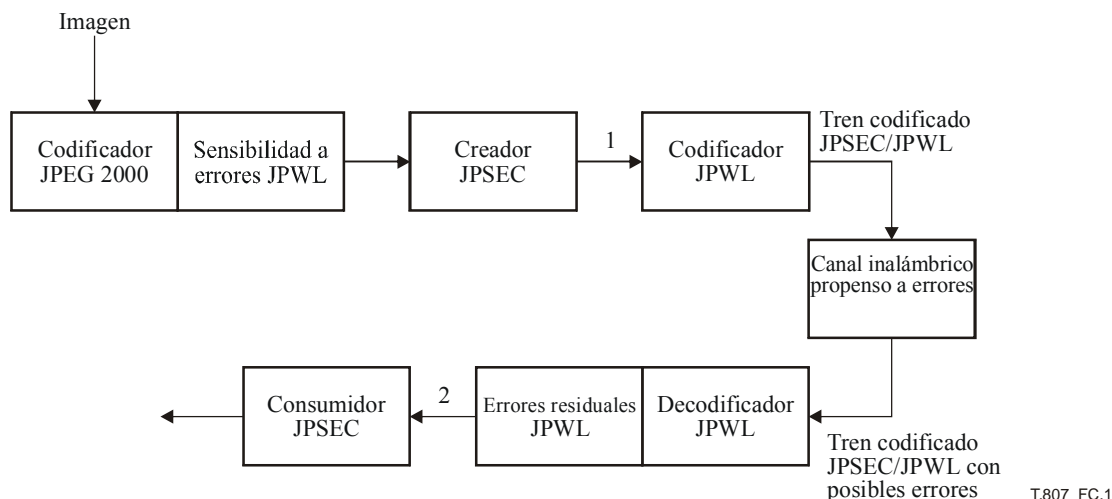 Imagen
Codificador
JPEG 2000
Sensibilidad a
errores JPWL
Creador
JPSEC
1
Codificador
JPWL
Tren codificado
JPSEC/JPWL
Canal inalámbrico
propenso a errores
Consumidor
JPSEC
2
Errores residuales
JPWL
Decodificador
JPWL
Tren codificado
JPSEC/JPWL con
posibles errores
T.807_FC.1